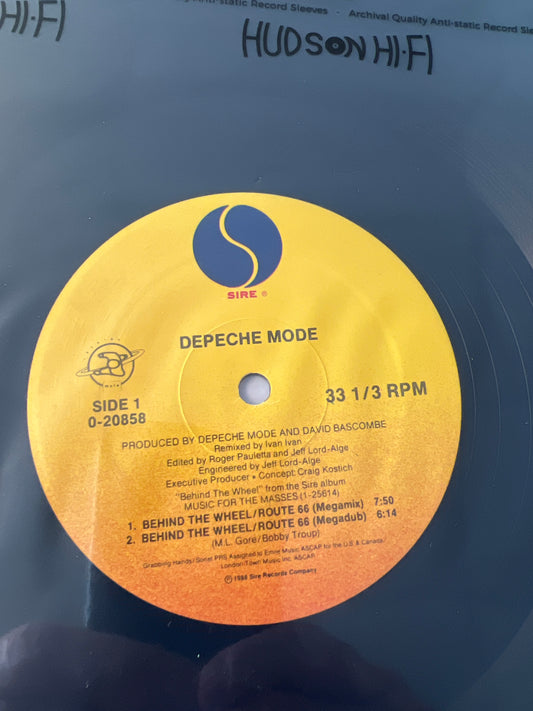 Anti-static Record Sleeves · Archival Quality Anti-static Record Sle
HI-FI HUDSON HI-FI
SIRE ®
DEPECHE MODE
SIDE 1 33 1/3 RPM
0-20858
PRODUCED BY DEPECHE MODE AND DAVID BASCOMBE
Remixed by Ivan Ivan
Edited by Roger Pauletta and Jeff Lord-Alge
Engineered by Jeff Lord-Alge
Executive Producer • Concept: Craig Kostich
"Behind The Wheel" from the Sire album
MUSIC FOR THE MASSES (1-25614)
1. BEHIND THE WHEEL/ROUTE 66 (Megamix) 7:50
2. BEHIND THE WHEEL/ROUTE 66 (Megadub) 6:14
(M.L. Gore/Bobby Troup)
Grabbing Hands/Sonet PRS Assigned to Emile Music ASCAP for the U.S & Canada/
London Town Music Inc. ASCAP
Ⓟ 1988 Sire Records Company